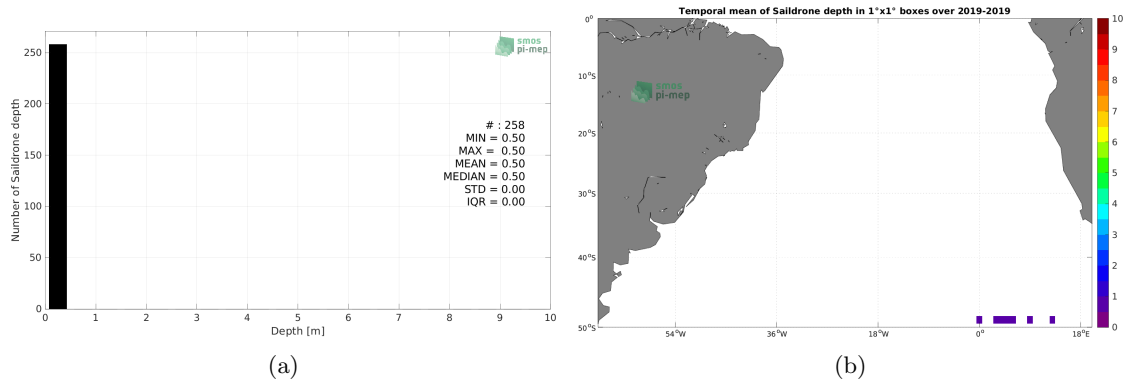 Number of Saildrone depth
250
200
150
100
50
0
0 1 2 3 4 5 6 7 8 9 10
Depth [m]
smos
pi-mep
# : 258
MIN = 0.50
MAX = 0.50
MEAN = 0.50
MEDIAN = 0.50
STD = 0.00
IQR = 0.00
(a)
Temporal mean of Saildrone depth in 1°x1° boxes over 2019-2019
0°
10°S
20°S
30°S
40°S
50°S
54°W 36°W 18°W 0° 18°E
smos
pi-mep
10
9
8
7
6
5
4
3
2
1
0
(b)